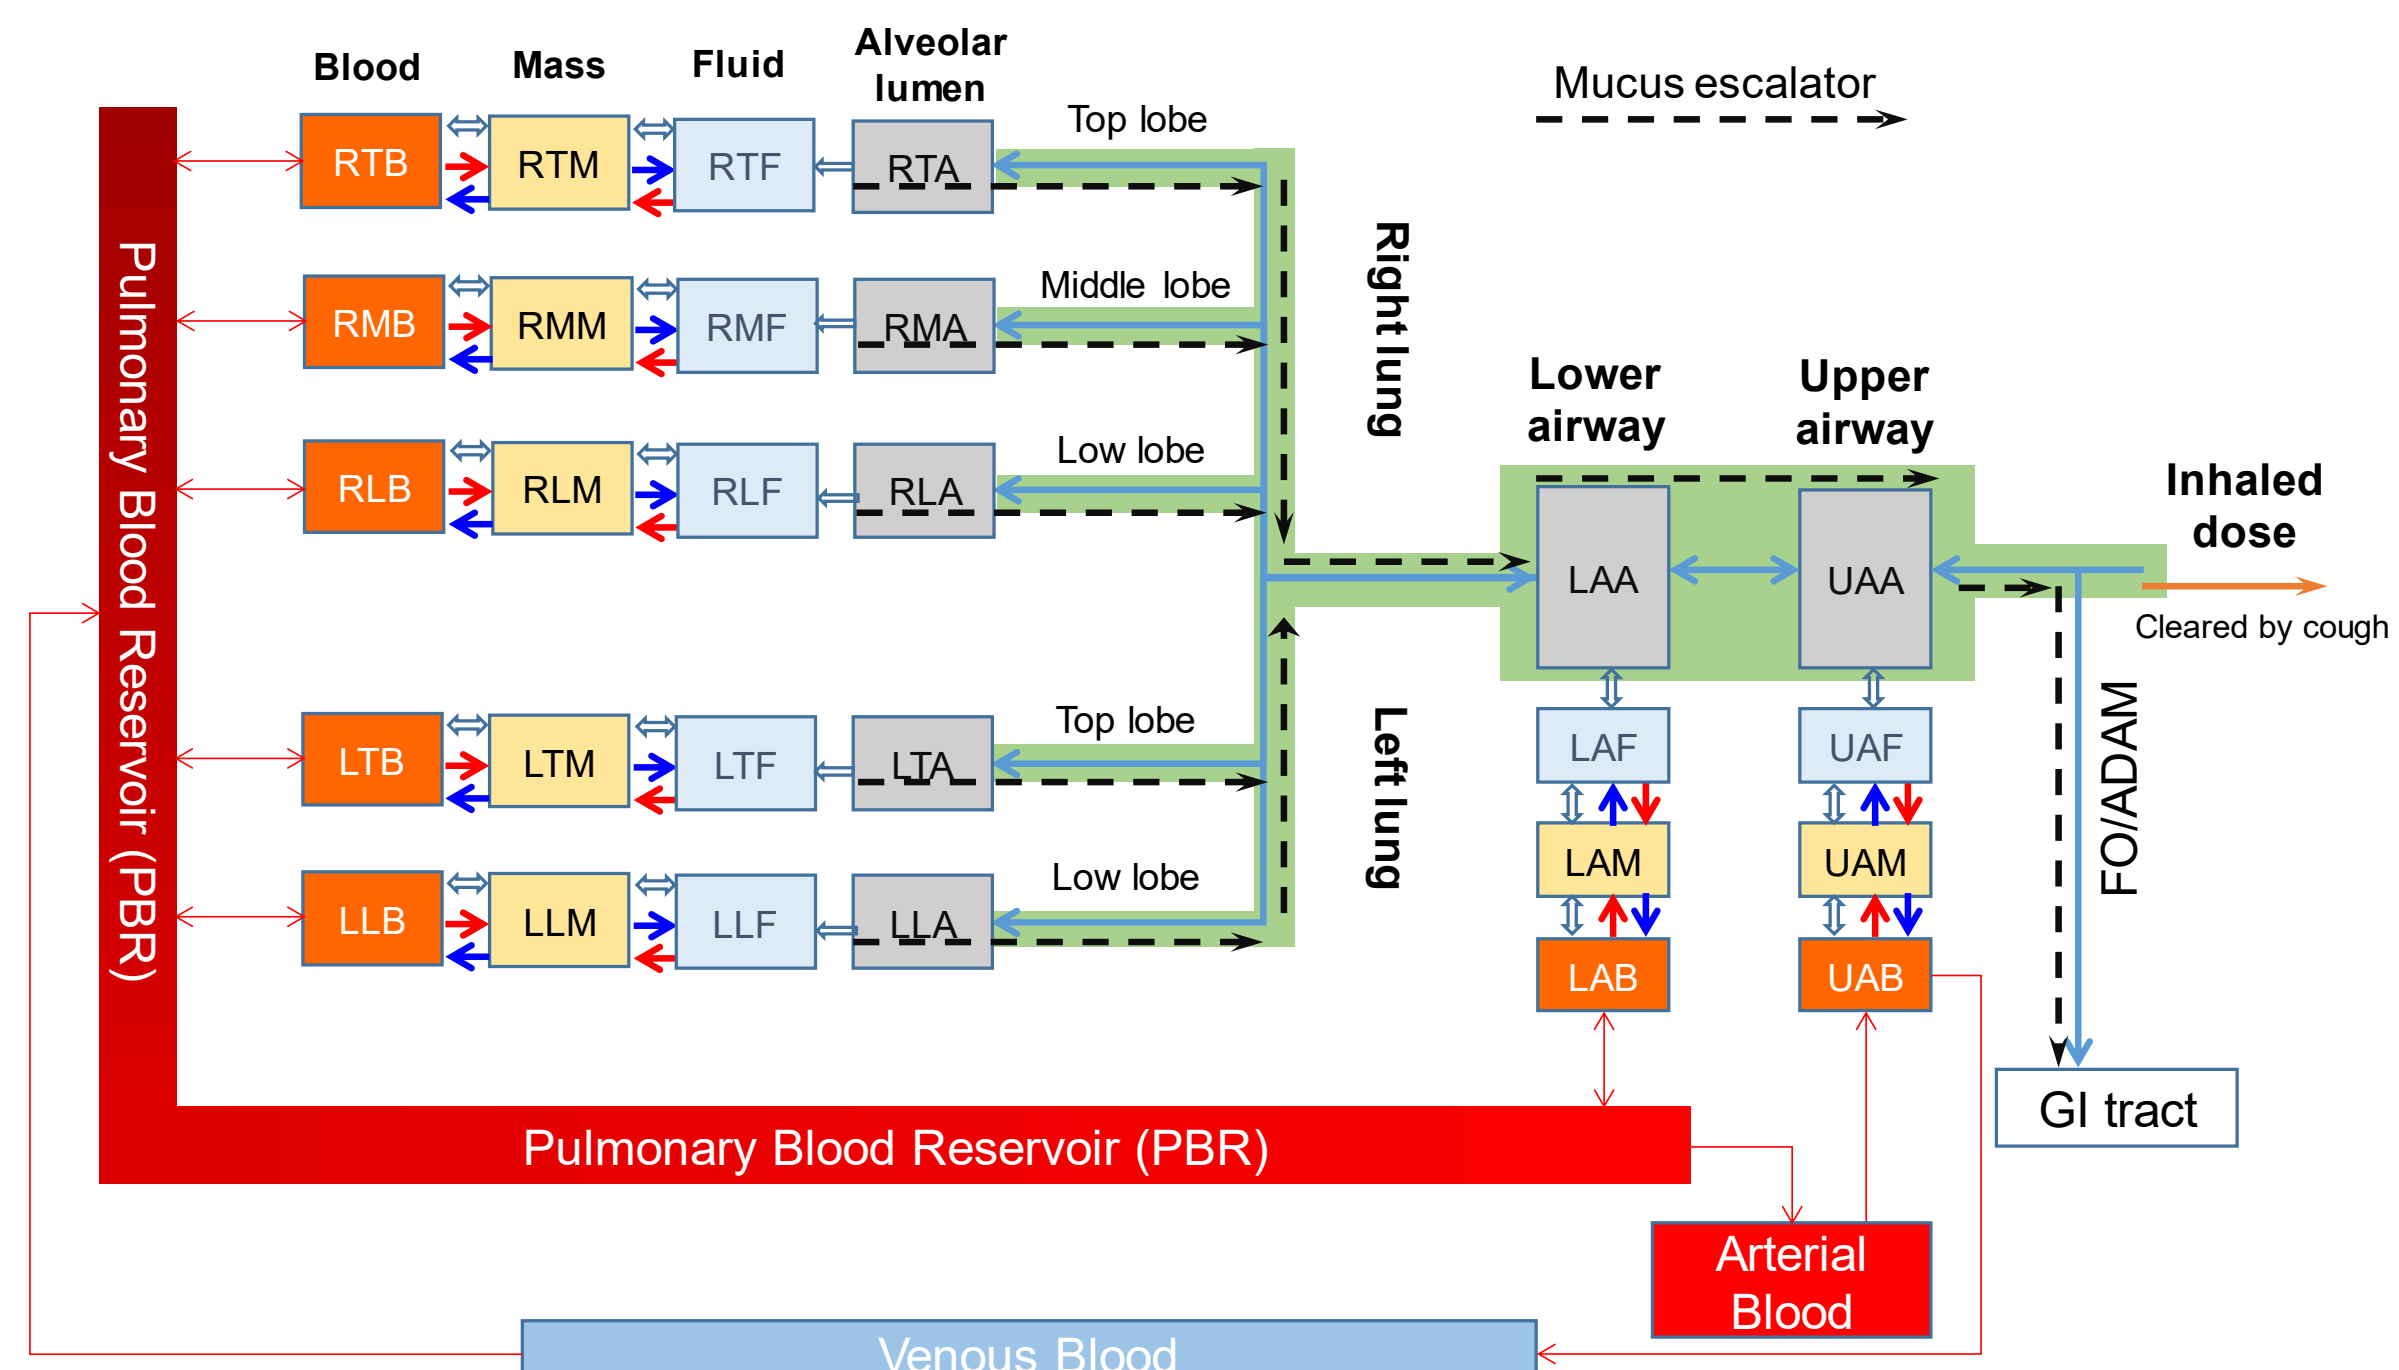 Blood
Mass
Fluid
Alveolar
lumen
Mucus escalator
Top lobe
RTB
RTM
RTF
RTA
Middle lobe
RMB
RMM
RMF
RMA
Right lung
Low lobe
RLB
RLM
RLF
RLA
Lower
airway
Upper
airway
Inhaled
dose
LAA
UAA
Cleared by cough
Pulmonary Blood Reservoir (PBR)
Top lobe
LTB
LTM
LTF
LTA
Left lung
LAF
UAF
FO/ADAM
Low lobe
LLB
LLM
LLF
LLA
LAM
UAM
LAB
UAB
GI tract
Pulmonary Blood Reservoir (PBR)
Arterial
Blood
Venous Blood